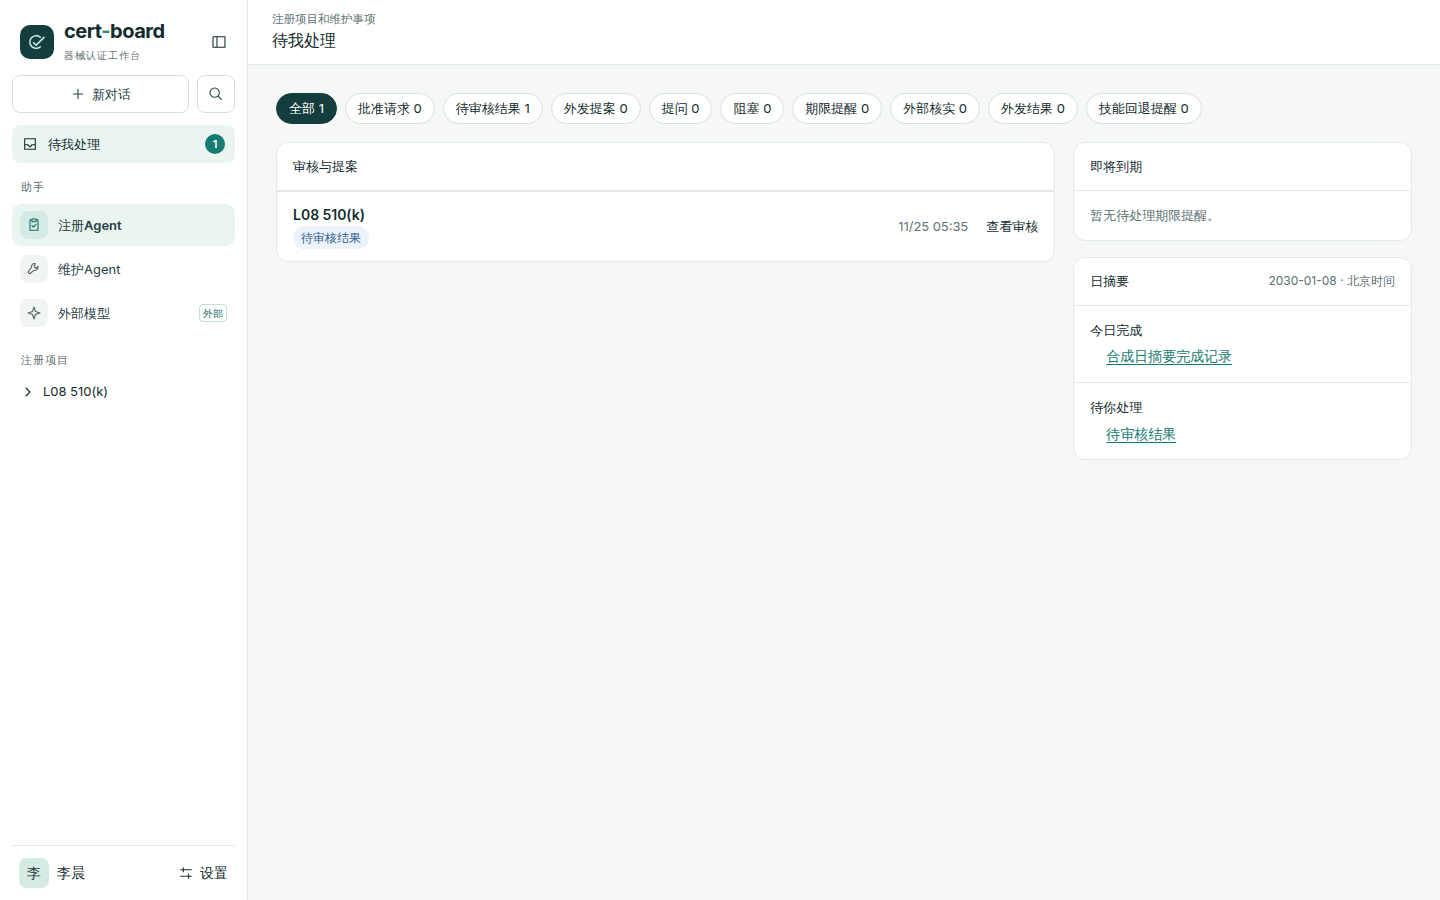 cert-board
器械认证工作台
新对话
待我处理 1
助手
注册Agent
维护Agent
外部模型 外部
注册项目
L08 510(k)
李 李晨 设置
注册项目和维护事项
待我处理
全部 1 批准请求 0 待审核结果 1 外发提案 0 提问 0 阻塞 0 期限提醒 0 外部核实 0 外发结果 0 技能回退提醒 0
审核与提案
L08 510(k)
待审核结果
11/25 05:35 查看审核
即将到期
暂无待处理期限提醒。
日摘要 2030-01-08 · 北京时间
今日完成
合成日摘要完成记录
待你处理
待审核结果